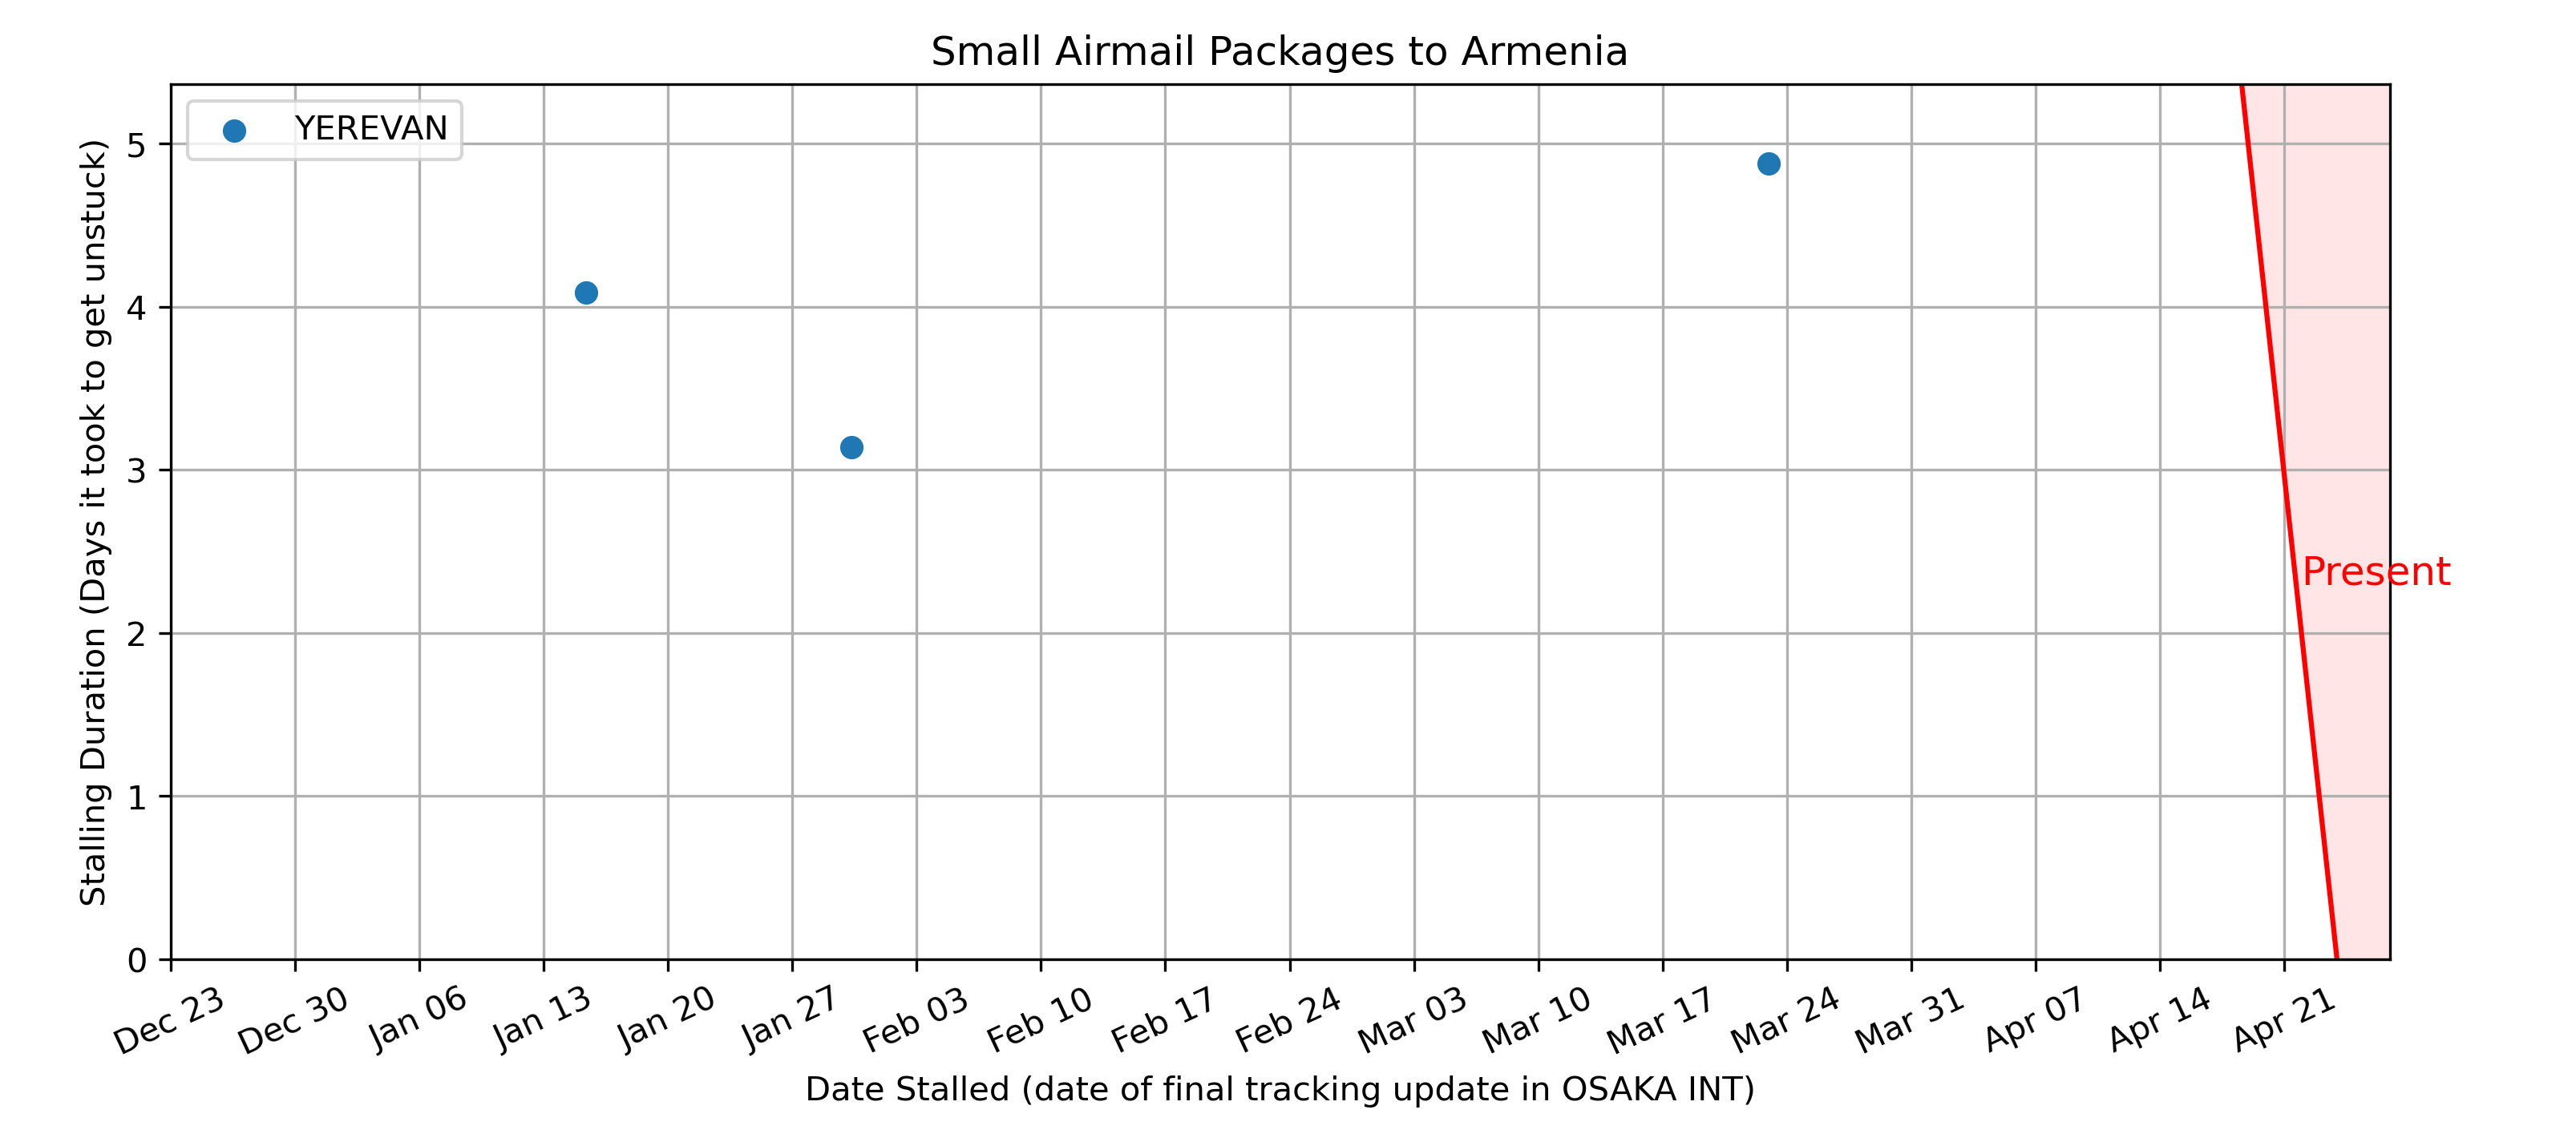 Small Airmail Packages to Armenia
YEREVAN
Stalling Duration (Days it took to get unstuck)
5
4
3
2
1
0
Present
Dec 23
Dec 30
Jan 06
Jan 13
Jan 20
Jan 27
Feb 03
Feb 10
Feb 17
Feb 24
Mar 03
Mar 10
Mar 17
Mar 24
Mar 31
Apr 07
Apr 14
Apr 21
Date Stalled (date of final tracking update in OSAKA INT)